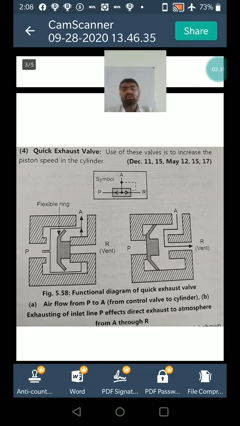 2:08
73%
CamScanner
09-28-2020 13.46.35
Share
3/5
(4) Quick Exhaust Valve: Use of these valves is to increase the
piston speed in the cylinder. (Dec. 11, 15, May 12, 15, 17)
Symbol
A
P
R
Flexible ring
A
A
P
R
(Vent)
P
R
(Vent)
Fig. 5.58: Functional diagram of quick exhaust valve
(a) Air flow from P to A (from control valve to cylinder), (b)
Exhausting of inlet line P effects direct exhaust to atmosphere
from A through R
Anti-count...
Word
PDF Signat...
PDF Passw...
File Compr...